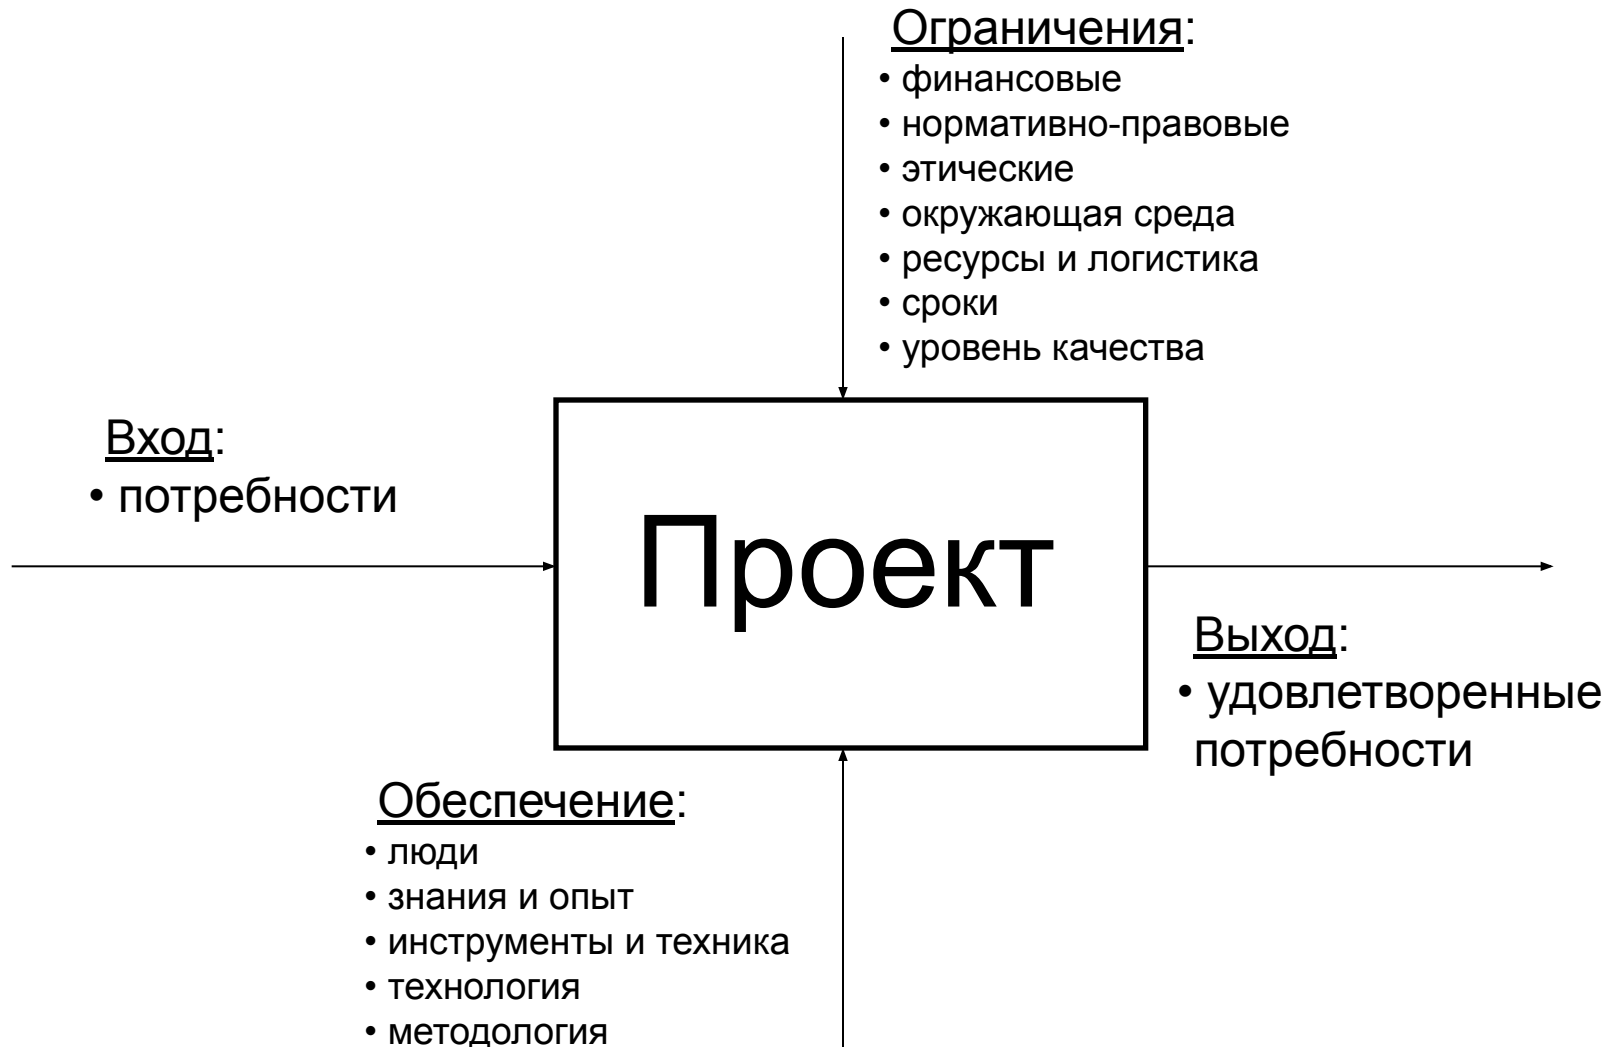 Ограничения:
• финансовые
• нормативно-правовые
• этические
• окружающая среда
• ресурсы и логистика
• сроки
• уровень качества
Вход:
• потребности
Проект
Выход:
• удовлетворенные
потребности
Обеспечение:
• люди
• знания и опыт
• инструменты и техника
• технология
• методология